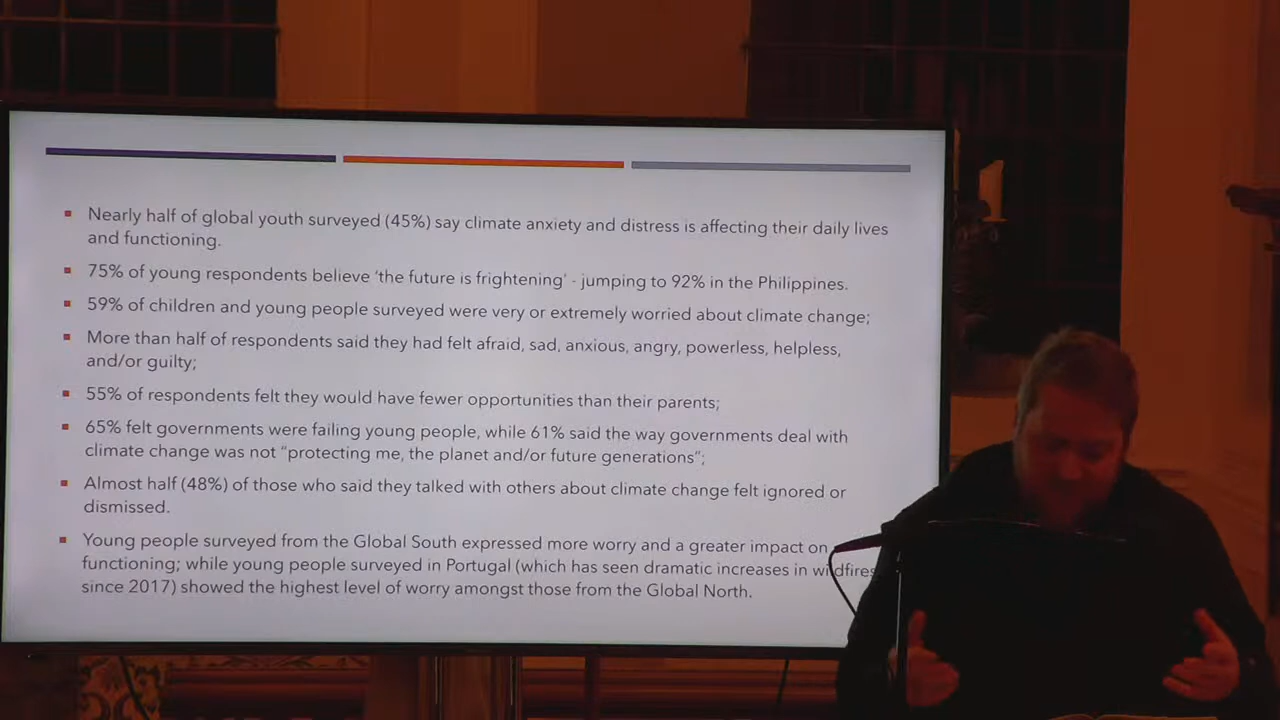 Nearly half of global youth surveyed (45%) say climate anxiety and distress is affecting their daily lives
and functioning.
75% of young respondents believe 'the future is frightening' - jumping to 92% in the Philippines.
59% of children and young people surveyed were very or extremely worried about climate change;
More than half of respondents said they had felt afraid, sad, anxious, angry, powerless, helpless,
and/or guilty;
55% of respondents felt they would have fewer opportunities than their parents;
65% felt governments were failing young people, while 61% said the way governments deal with
climate change was not "protecting me, the planet and/or future generations";
Almost half (48%) of those who said they talked with others about climate change felt ignored or
dismissed.
Young people surveyed from the Global South expressed more worry and a greater impact on
functioning; while young people surveyed in Portugal (which has seen dramatic increases in wildfires
since 2017) showed the highest level of worry amongst those from the Global North.